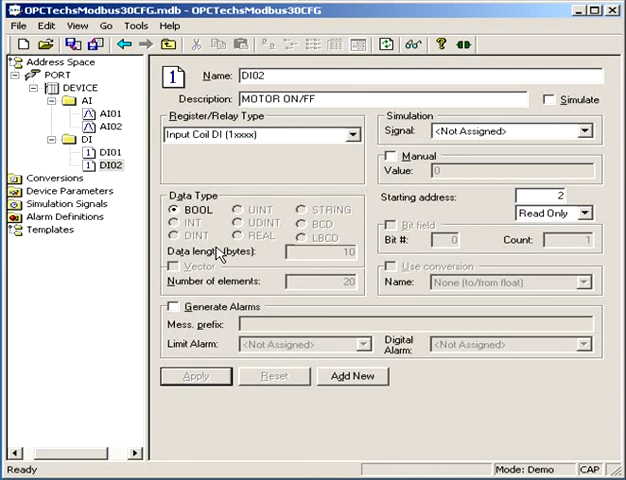 OPCTechsModbus30CFG.mdb - OPCTechsModbus30CFG
File Edit View Go Tools Help
Address Space
PORT
DEVICE
AI
AI01
AI02
DI
DI01
DI02
Conversions
Device Parameters
Simulation Signals
Alarm Definitions
Templates
1 Name: DI02
Description: MOTOR ON/FF Simulate
Register/Relay Type
Input Coil DI (1xxxx)
Simulation
Signal: <Not Assigned>
Manual
Value: 0
Data Type
BOOL UINT STRING
INT UDINT BCD
DINT REAL LBCD
Data length (bytes): 10
Vector
Number of elements: 20
Starting address: 2
Read Only
Bit field
Bit #: 0 Count: 1
Use conversion
Name: None (to/from float)
Generate Alarms
Mess. prefix:
Limit Alarm: <Not Assigned> Digital Alarm: <Not Assigned>
Apply Reset Add New
Ready Mode: Demo CAP